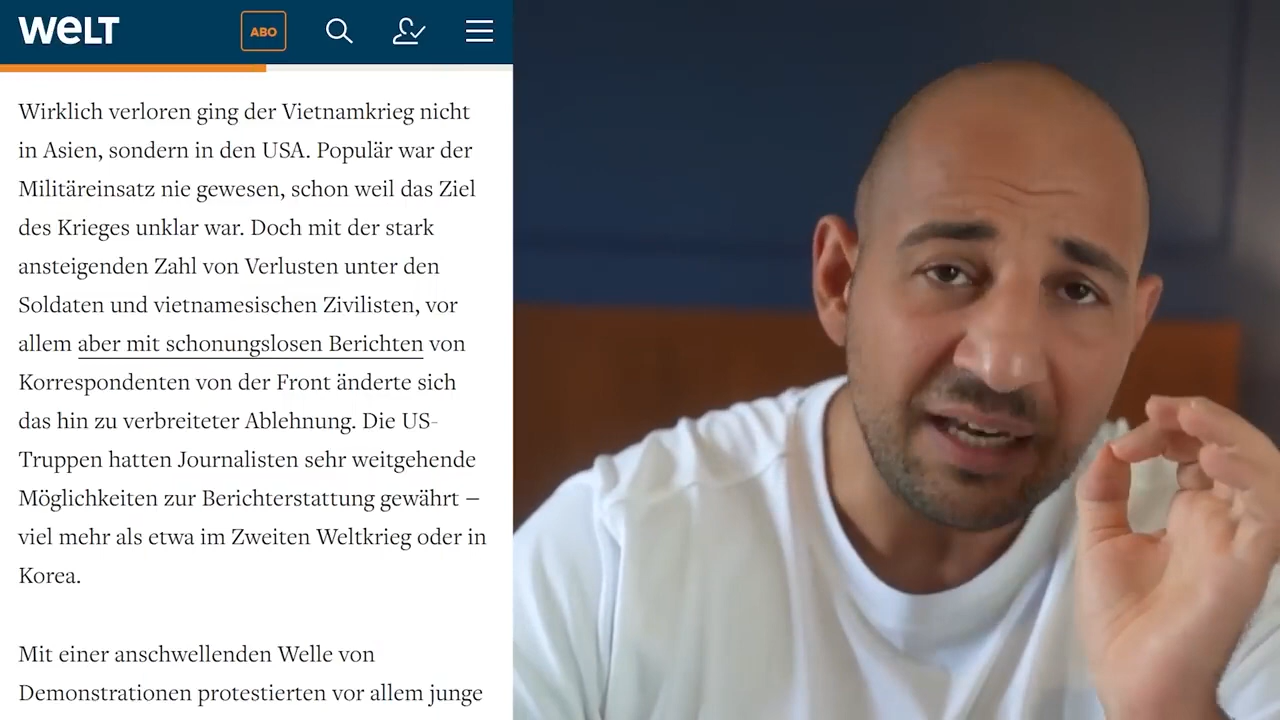 WELT
ABO
Wirklich verloren ging der Vietnamkrieg nicht
in Asien, sondern in den USA. Populär war der
Militäreinsatz nie gewesen, schon weil das Ziel
des Krieges unklar war. Doch mit der stark
ansteigenden Zahl von Verlusten unter den
Soldaten und vietnamesischen Zivilisten, vor
allem aber mit schonungslosen Berichten von
Korrespondenten von der Front änderte sich
das hin zu verbreiteter Ablehnung. Die US-
Truppen hatten Journalisten sehr weitgehende
Möglichkeiten zur Berichterstattung gewährt –
viel mehr als etwa im Zweiten Weltkrieg oder in
Korea.
Mit einer anschwellenden Welle von
Demonstrationen protestierten vor allem junge